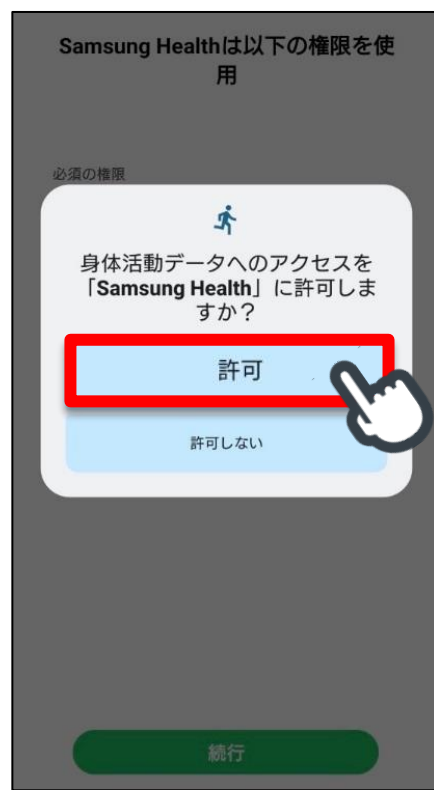 Samsung Healthは以下の権限を使
用
必須の権限
身体活動データへのアクセスを
「Samsung Health」に許可しま
すか？
許可
許可しない
続行